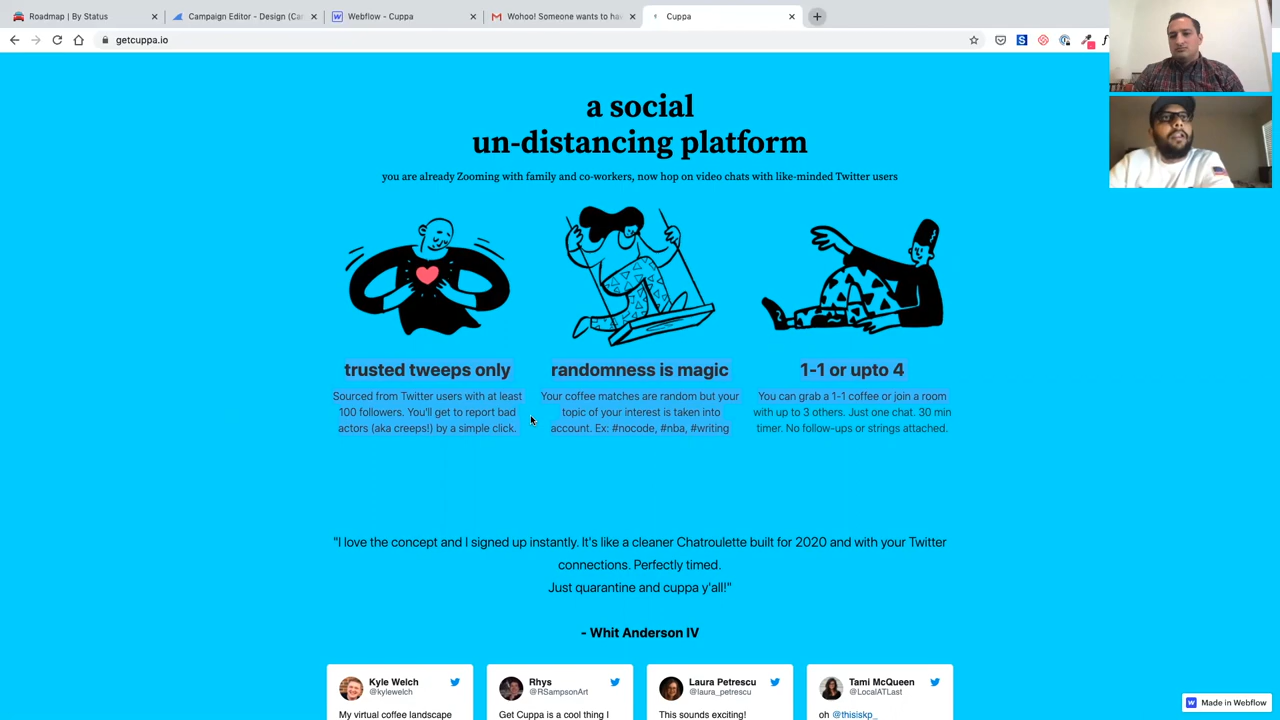 Roadmap | By Status
Campaign Editor - Design (Car
Webflow - Cuppa
Wohoo! Someone wants to ha
Cuppa
getcuppa.io
a social
un-distancing platform
you are already Zooming with family and co-workers, now hop on video chats with like-minded Twitter users
trusted tweeps only
Sourced from Twitter users with at least
100 followers. You'll get to report bad
actors (aka creeps!) by a simple click.
randomness is magic
Your coffee matches are random but your
topic of your interest is taken into
account. Ex: #nocode, #nba, #writing
1-1 or upto 4
You can grab a 1-1 coffee or join a room
with up to 3 others. Just one chat. 30 min
timer. No follow-ups or strings attached.
"I love the concept and I signed up instantly. It's like a cleaner Chatroulette built for 2020 and with your Twitter
connections. Perfectly timed.
Just quarantine and cuppa y'all!"
- Whit Anderson IV
Kyle Welch
@kylewelch
My virtual coffee landscape
Rhys
@RSampsonArt
Get Cuppa is a cool thing I
Laura Petrescu
@laura_petrescu
This sounds exciting!
Tami McQueen
@LocalATLast
oh @thisiskp_
Made in Webflow